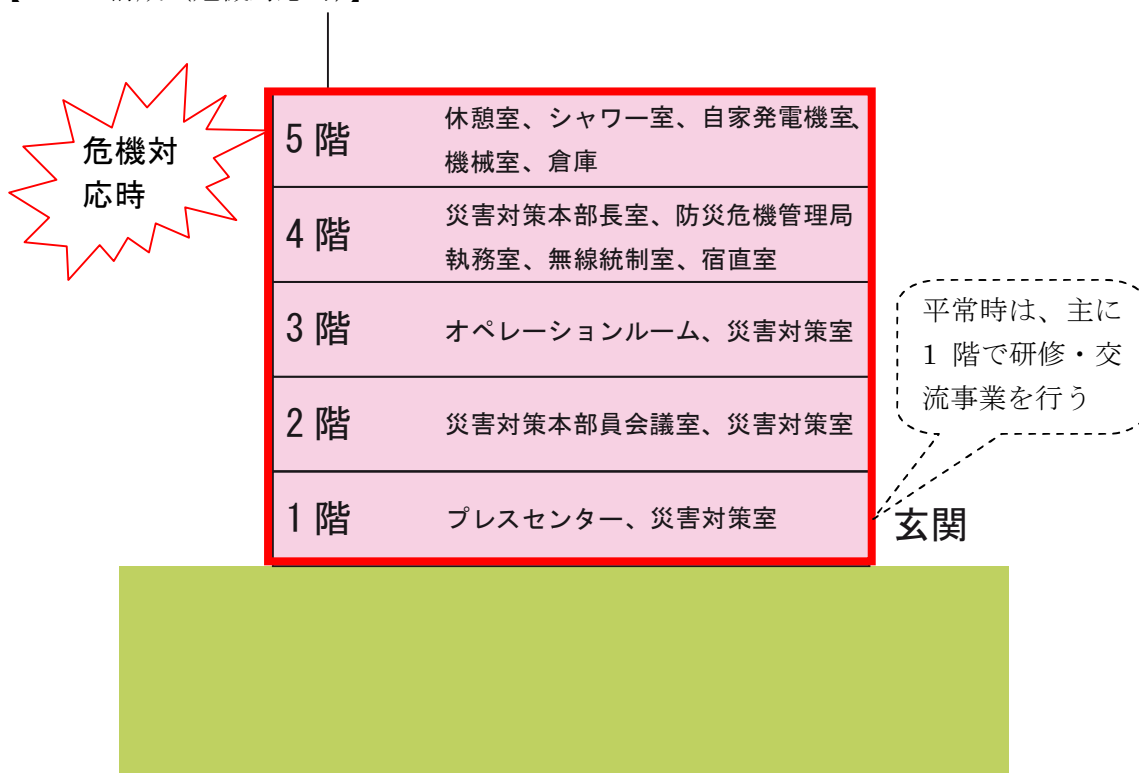 危機対
応時
5階
休憩室、シャワー室、自家発電機室、
機械室、倉庫
4階
災害対策本部長室、防災危機管理局
執務室、無線統制室、宿直室
3階
オペレーションルーム、災害対策室
2階
災害対策本部員会議室、災害対策室
1階
プレスセンター、災害対策室
平常時は、主に
1 階で研修・交
流事業を行う
玄関